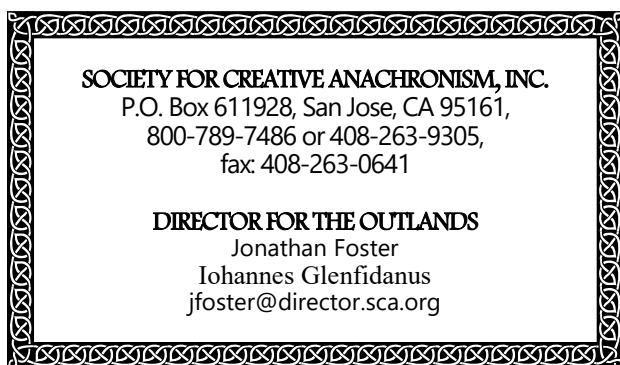 SOCIETY FOR CREATIVE ANACHRONISM, INC.
P.O. Box 611928, San Jose, CA 95161,
800-789-7486 or 408-263-9305,
fax: 408-263-0641
DIRECTOR FOR THE OUTLANDS
Jonathan Foster
Iohannes Glenfidanus
jfoster@director.sca.org